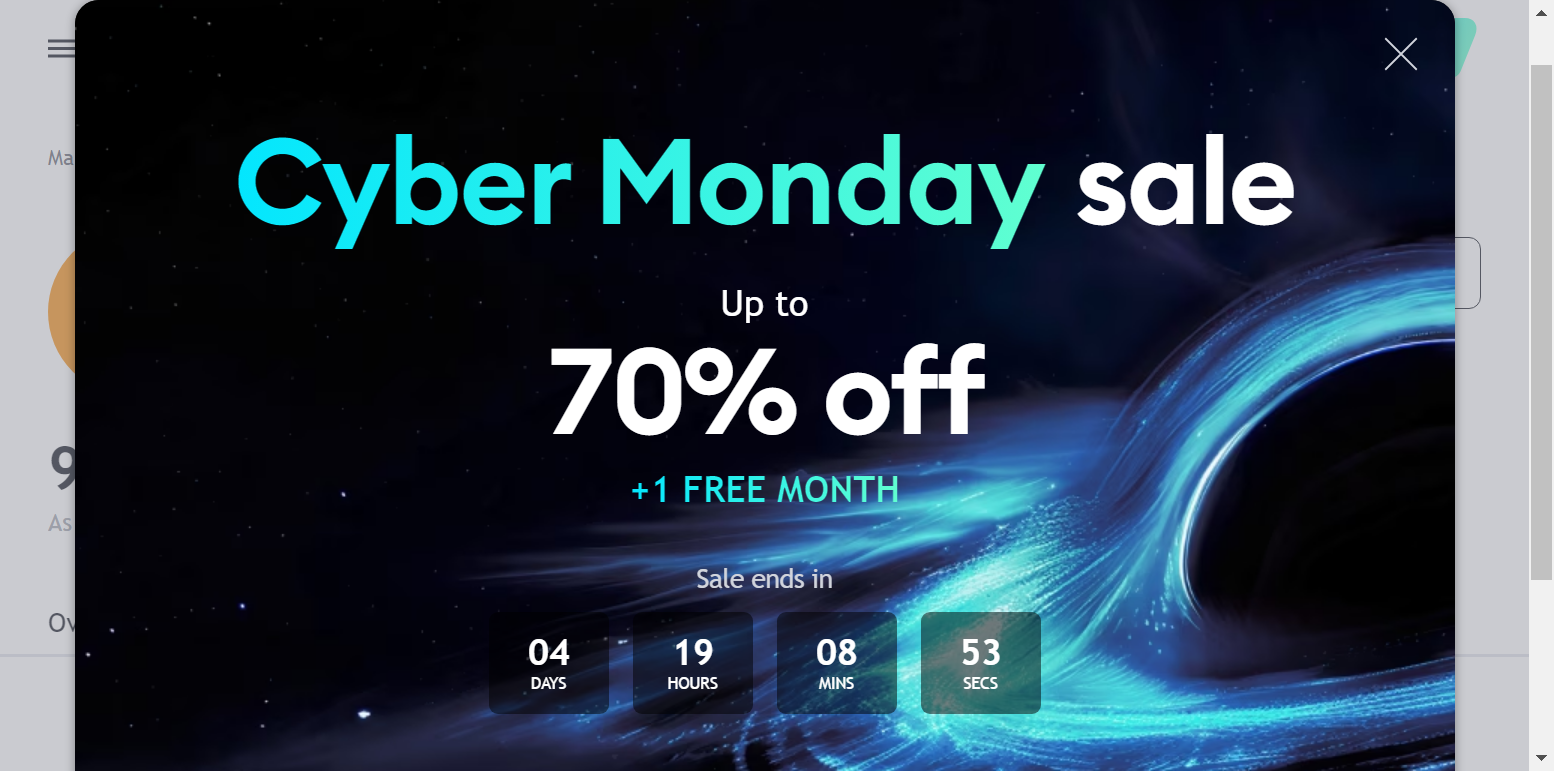 Cyber Monday sale
Up to
70% off
+1 FREE MONTH
Sale ends in
04 19 08 53
DAYS HOURS MINS SECS